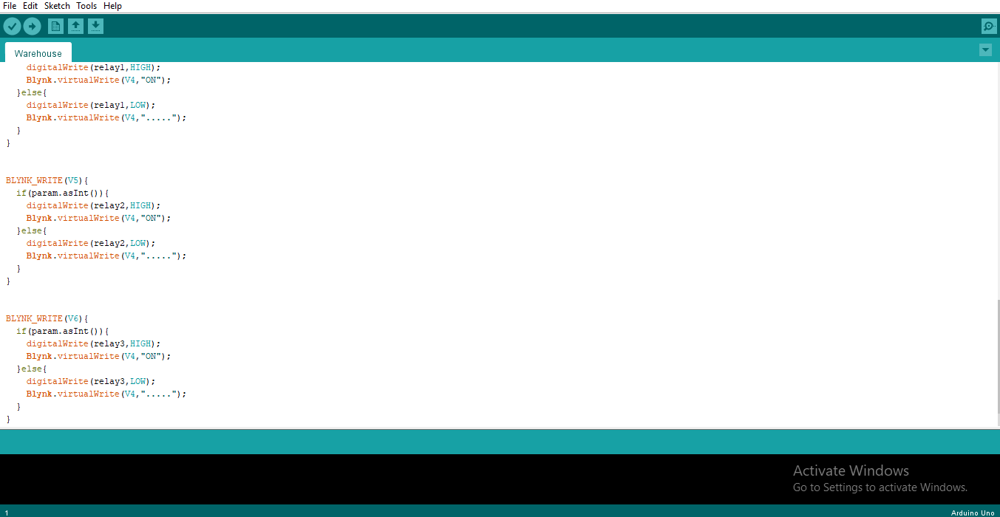 File Edit Sketch Tools Help
Warehouse
digitalWrite(relay1,HIGH);
Blynk.virtualWrite(V4,"ON");
}else{
digitalWrite(relay1,LOW);
Blynk.virtualWrite(V4,".....");
}
}
BLYNK_WRITE(V5){
if(param.asInt()){
digitalWrite(relay2,HIGH);
Blynk.virtualWrite(V4,"ON");
}else{
digitalWrite(relay2,LOW);
Blynk.virtualWrite(V4,".....");
}
}
BLYNK_WRITE(V6){
if(param.asInt()){
digitalWrite(relay3,HIGH);
Blynk.virtualWrite(V4,"ON");
}else{
digitalWrite(relay3,LOW);
Blynk.virtualWrite(V4,".....");
}
}
Activate Windows
Go to Settings to activate Windows.
1 Arduino Uno